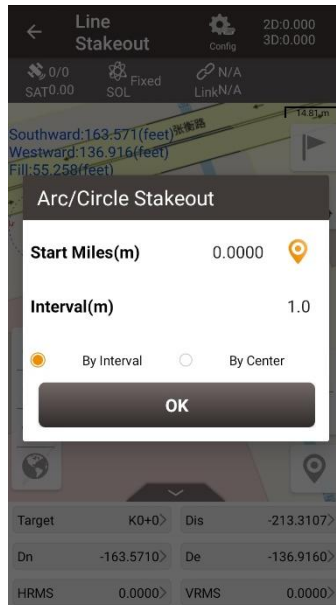 Line
Stakeout
Config
2D:0.000
3D:0.000
0/0
SAT0.00
Fixed
SOL
N/A
LinkN/A
14.81m
Southward:163.571(feet)
Westward:136.916(feet)
Fill:55.258(feet)
张衡路
Arc/Circle Stakeout
Start Miles(m) 0.0000
Interval(m) 1.0
By Interval By Center
OK
Target K0+0> Dis -213.3107>
Dn -163.5710> De -136.9160>
HRMS 0.0000> VRMS 0.0000>